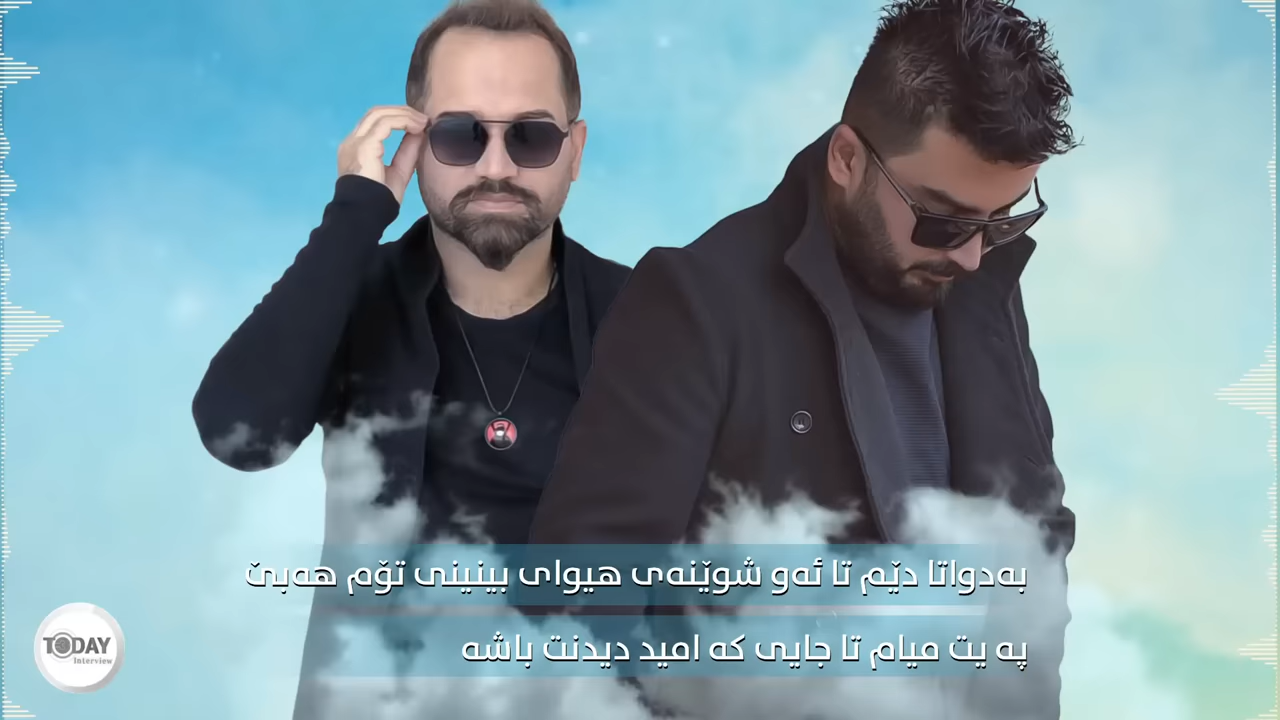 بەدواتا دێم تا ئەو شوێنەی هیوای بینینی تۆم هەبێ
په یت میام تا جایی که امید دیدنت باشه
TODAY
Interview